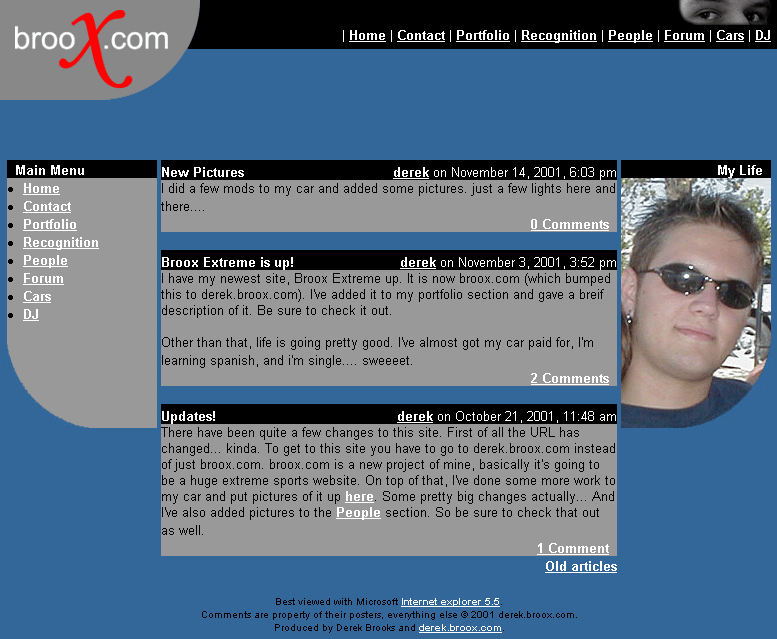 brooX.com
| Home | Contact | Portfolio | Recognition | People | Forum | Cars | DJ
Main Menu
Home
Contact
Portfolio
Recognition
People
Forum
Cars
DJ
New Pictures derek on November 14, 2001, 6:03 pm
I did a few mods to my car and added some pictures. just a few lights here and
there....
0 Comments
Broox Extreme is up! derek on November 3, 2001, 3:52 pm
I have my newest site, Broox Extreme up. It is now broox.com (which bumped
this to derek.broox.com). I've added it to my portfolio section and gave a breif
description of it. Be sure to check it out.
Other than that, life is going pretty good. I've almost got my car paid for, I'm
learning spanish, and i'm single.... sweeeet.
2 Comments
Updates! derek on October 21, 2001, 11:48 am
There have been quite a few changes to this site. First of all the URL has
changed... kinda. To get to this site you have to go to derek.broox.com instead
of just broox.com. broox.com is a new project of mine, basically it's going to
be a huge extreme sports website. On top of that, I've done some more work to
my car and put pictures of it up here. Some pretty big changes actually... And
I've also added pictures to the People section. So be sure to check that out
as well.
1 Comment
Old articles
My Life
Best viewed with Microsoft Internet explorer 5.5
Comments are property of their posters, everything else © 2001 derek.broox.com.
Produced by Derek Brooks and derek.broox.com